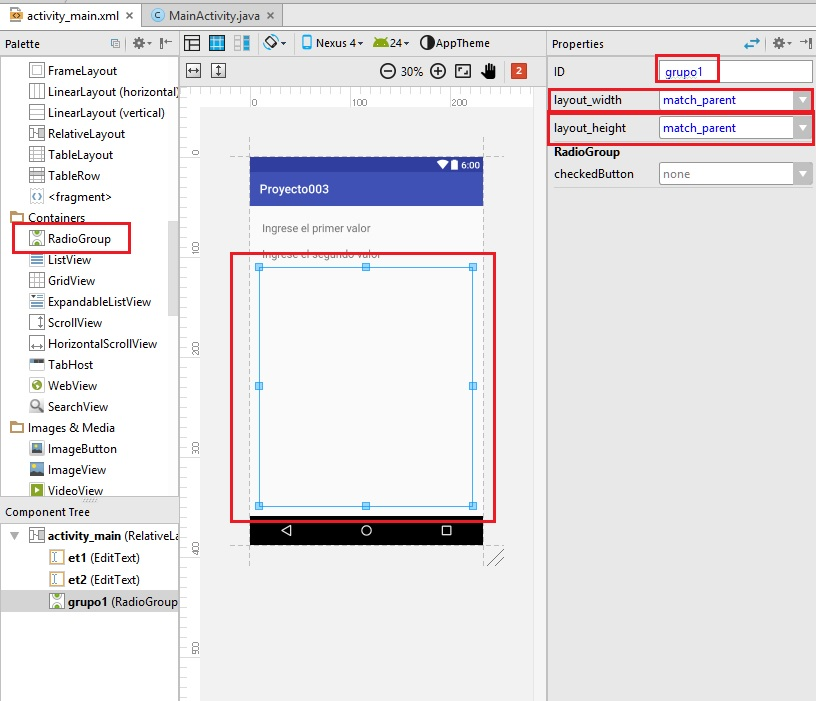 activity_main.xml × MainActivity.java ×
Palette
FrameLayout
LinearLayout (horizontal)
LinearLayout (vertical)
RelativeLayout
TableLayout
TableRow
<fragment>
Containers
RadioGroup
ListView
GridView
ExpandableListView
ScrollView
HorizontalScrollView
TabHost
WebView
SearchView
Images & Media
ImageButton
ImageView
VideoView
Component Tree
activity_main (RelativeLa
et1 (EditText)
et2 (EditText)
grupo1 (RadioGroup
Nexus 4 24 AppTheme
30% 2
0 100 200
0
100
200
300
400
500
6:00
Proyecto003
Ingrese el primer valor
Ingrese el segundo valor
Properties
ID grupo1
layout_width match_parent
layout_height match_parent
RadioGroup
checkedButton none